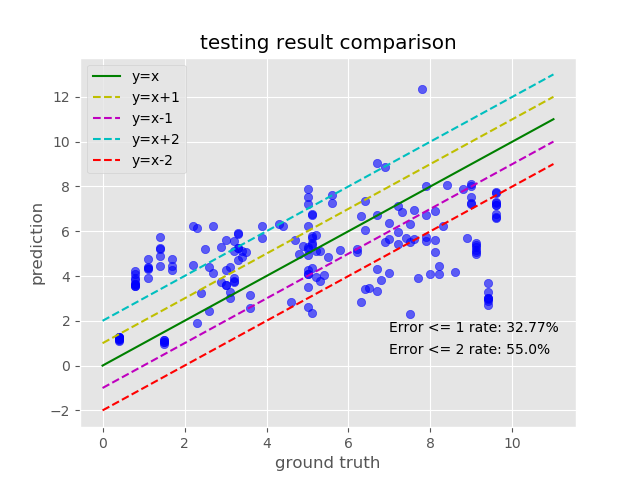 testing result comparison
y=x
y=x+1
y=x-1
y=x+2
y=x-2
12
10
8
6
4
2
0
−2
prediction
Error <= 1 rate: 32.77%
Error <= 2 rate: 55.0%
0 2 4 6 8 10
ground truth